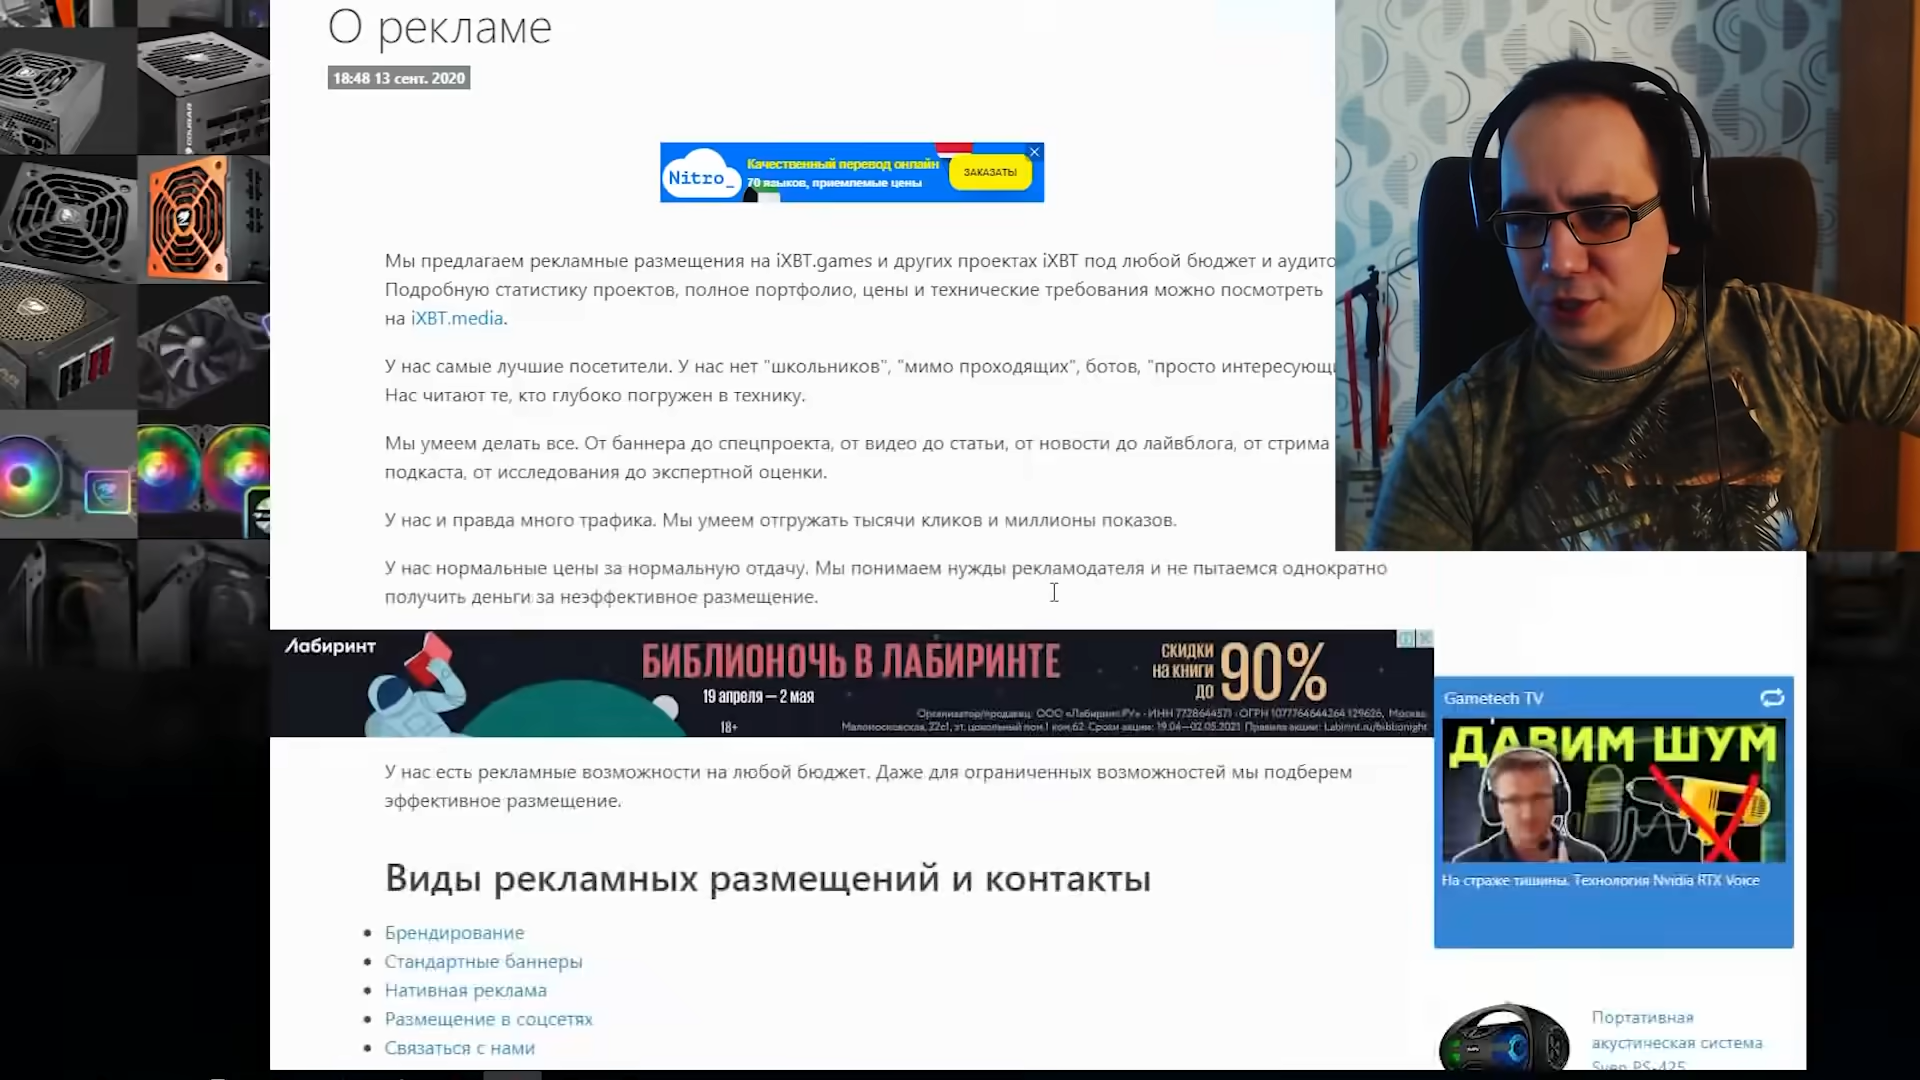 О рекламе
18:48 13 сент. 2020
Nitro_
Качественный перевод онлайн
70 языков, приемлемые цены
ЗАКАЗАТЬ
Мы предлагаем рекламные размещения на iXBT.games и других проектах iXBT под любой бюджет и аудито
Подробную статистику проектов, полное портфолио, цены и технические требования можно посмотреть
на iXBT.media.
У нас самые лучшие посетители. У нас нет "школьников", "мимо проходящих", ботов, "просто интересующи
Нас читают те, кто глубоко погружен в технику.
Мы умеем делать все. От баннера до спецпроекта, от видео до статьи, от новости до лайвблога, от стрима
подкаста, от исследования до экспертной оценки.
У нас и правда много трафика. Мы умеем отгружать тысячи кликов и миллионы показов.
У нас нормальные цены за нормальную отдачу. Мы понимаем нужды рекламодателя и не пытаемся однократно
получить деньги за неэффективное размещение.
Лабиринт
БИБЛИОНОЧЬ В ЛАБИРИНТЕ
19 апреля — 2 мая
18+
СКИДКИ
НА КНИГИ
ДО
90%
У нас есть рекламные возможности на любой бюджет. Даже для ограниченных возможностей мы подберем
эффективное размещение.
Виды рекламных размещений и контакты
Брендирование
Стандартные баннеры
Нативная реклама
Размещение в соцсетях
Связаться с нами
Gametech TV
ДАВИМ ШУМ
На страже тишины. Технология Nvidia RTX Voice
Портативная
акустическая система
Sven PS-425
COUGAR